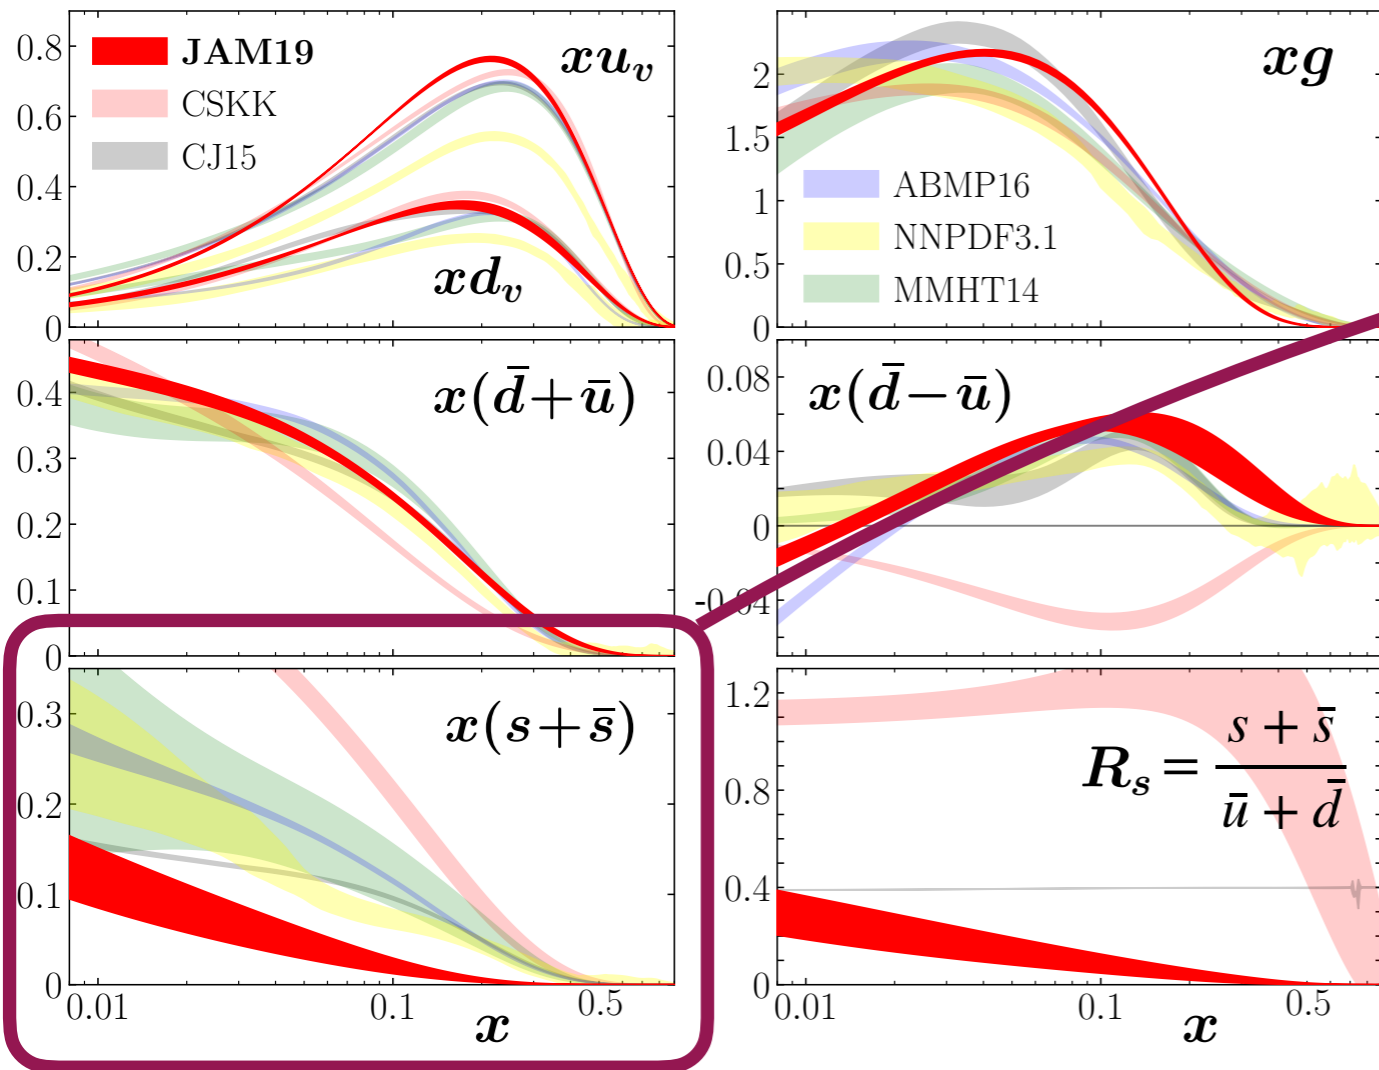 0.8
0.6
0.4
0.2
0
JAM19
CSKK
CJ15
xu_v
xd_v
2
1.5
1
0.5
0
xg
ABMP16
NNPDF3.1
MMHT14
0.4
0.3
0.2
0.1
0
x(d̄+ū)
0.08
0.04
0
-0.04
x(d̄−ū)
0.3
0.2
0.1
0
x(s+s̄)
0.01
0.1
0.5
x
1.2
0.8
0.4
0
R_s = s + s̄ / ū + d̄
0.01
0.1
0.5
x